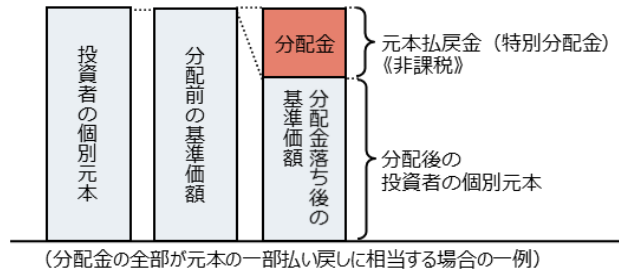 投資者の個別元本
分配前の基準価額
分配金
分配金落ち後の
基準価額
元本払戻金（特別分配金）
《非課税》
分配後の
投資者の個別元本
（分配金の全部が元本の一部払い戻しに相当する場合の一例）